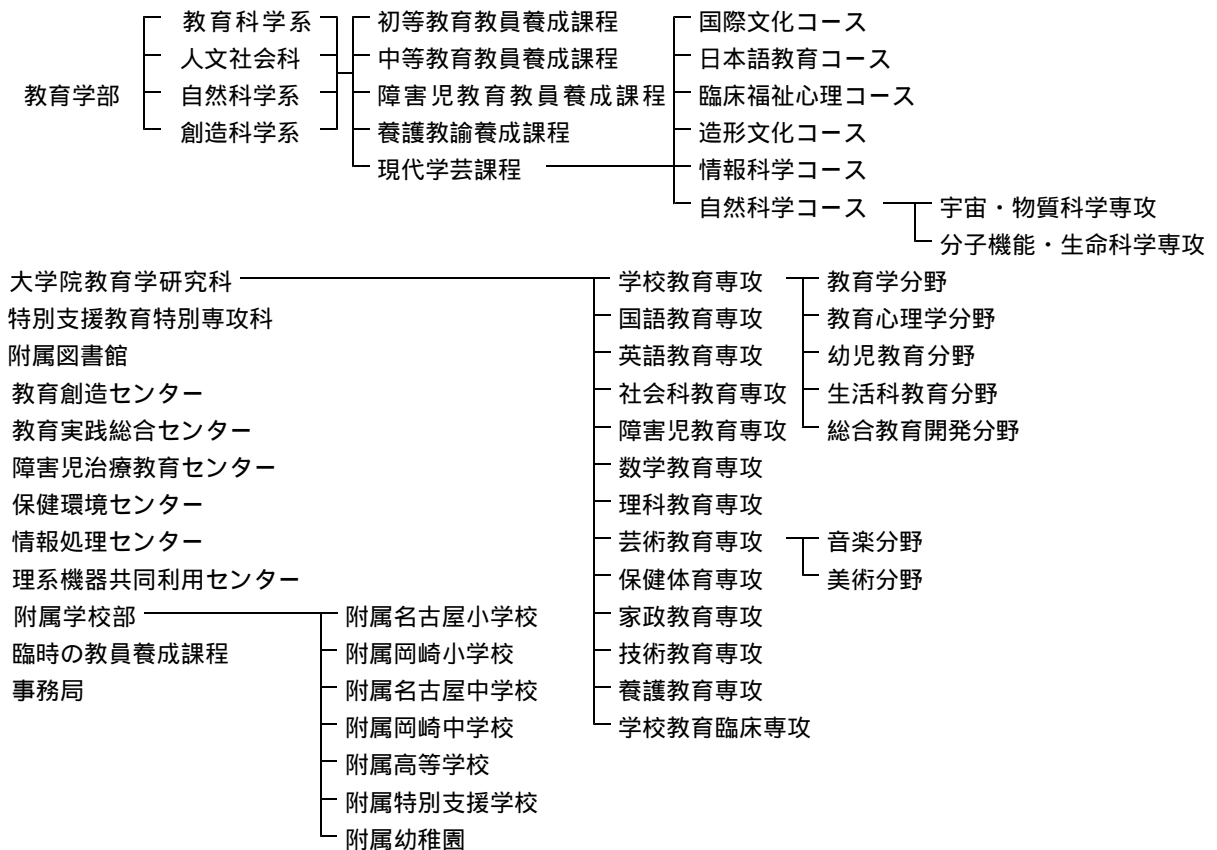 教育科学系 初等教育教員養成課程 国際文化コース
人文社会科 中等教育教員養成課程 日本語教育コース
教育学部 自然科学系 障害児教育教員養成課程 臨床福祉心理コース
創造科学系 養護教諭養成課程 造形文化コース
現代学芸課程 情報科学コース
自然科学コース 宇宙・物質科学専攻
分子機能・生命科学専攻
大学院教育学研究科 学校教育専攻 教育学分野
特別支援教育特別専攻科 国語教育専攻 教育心理学分野
附属図書館 英語教育専攻 幼児教育分野
教育創造センター 社会科教育専攻 生活科教育分野
教育実践総合センター 障害児教育専攻 総合教育開発分野
障害児治療教育センター 数学教育専攻
保健環境センター 理科教育専攻
情報処理センター 芸術教育専攻 音楽分野
理系機器共同利用センター 保健体育専攻 美術分野
附属学校部 附属名古屋小学校 家政教育専攻
臨時の教員養成課程 附属岡崎小学校 技術教育専攻
事務局 附属名古屋中学校 養護教育専攻
附属岡崎中学校 学校教育臨床専攻
附属高等学校
附属特別支援学校
附属幼稚園